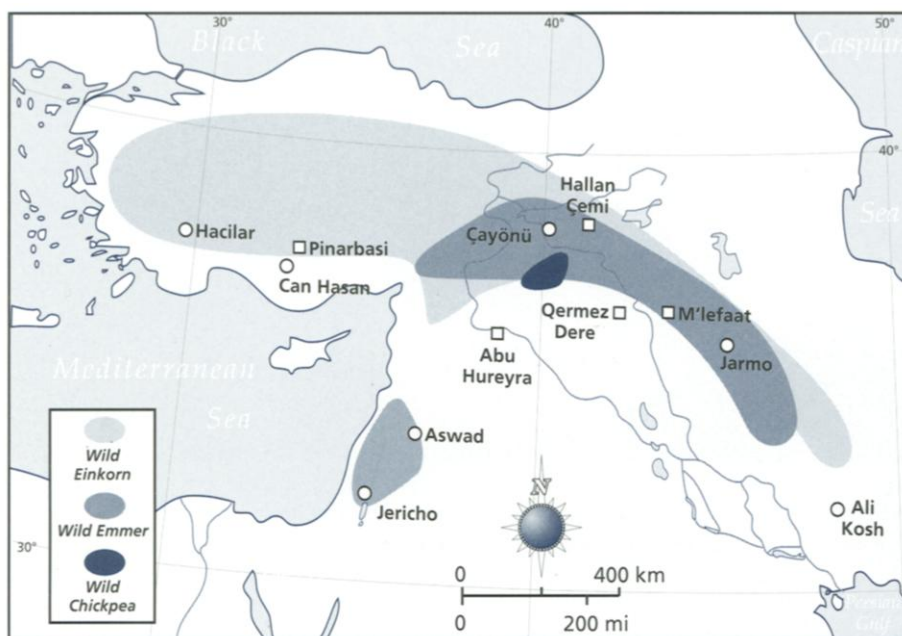 30°
40°
50°
Black
Sea
Caspian
Sea
40°
Hallan
Çemi
Çayönü
Hacilar
Pinarbasi
Can Hasan
Qermez
Dere
M'lefaat
Abu
Hureyra
Jarmo
Mediterranean
Sea
Aswad
Jericho
Ali
Kosh
N
0 400 km
0 200 mi
Persian
Gulf
30°
Wild
Einkorn
Wild Emmer
Wild
Chickpea